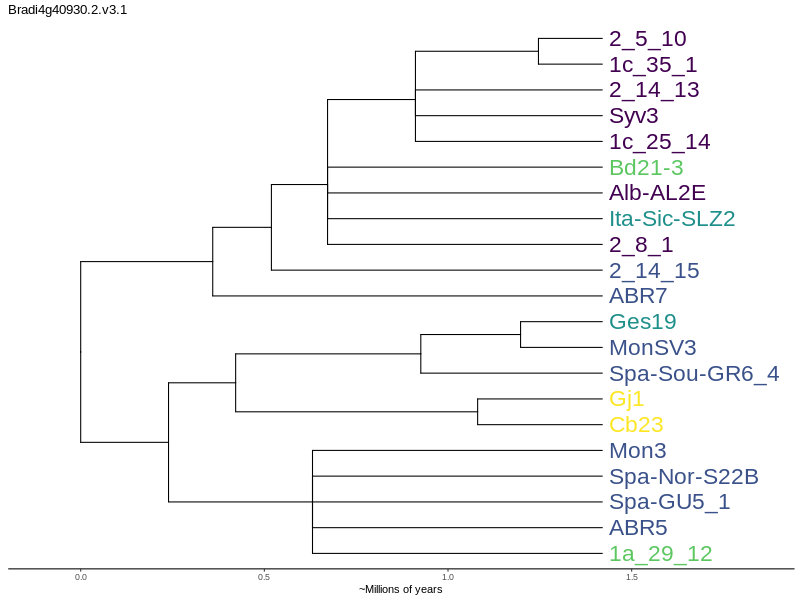 Bradi4g40930.2.v3.1
2_5_10
1c_35_1
2_14_13
Syv3
1c_25_14
Bd21-3
Alb-AL2E
Ita-Sic-SLZ2
2_8_1
2_14_15
ABR7
Ges19
MonSV3
Spa-Sou-GR6_4
Gj1
Cb23
Mon3
Spa-Nor-S22B
Spa-GU5_1
ABR5
1a_29_12
0.0 0.5 1.0 1.5
~Millions of years